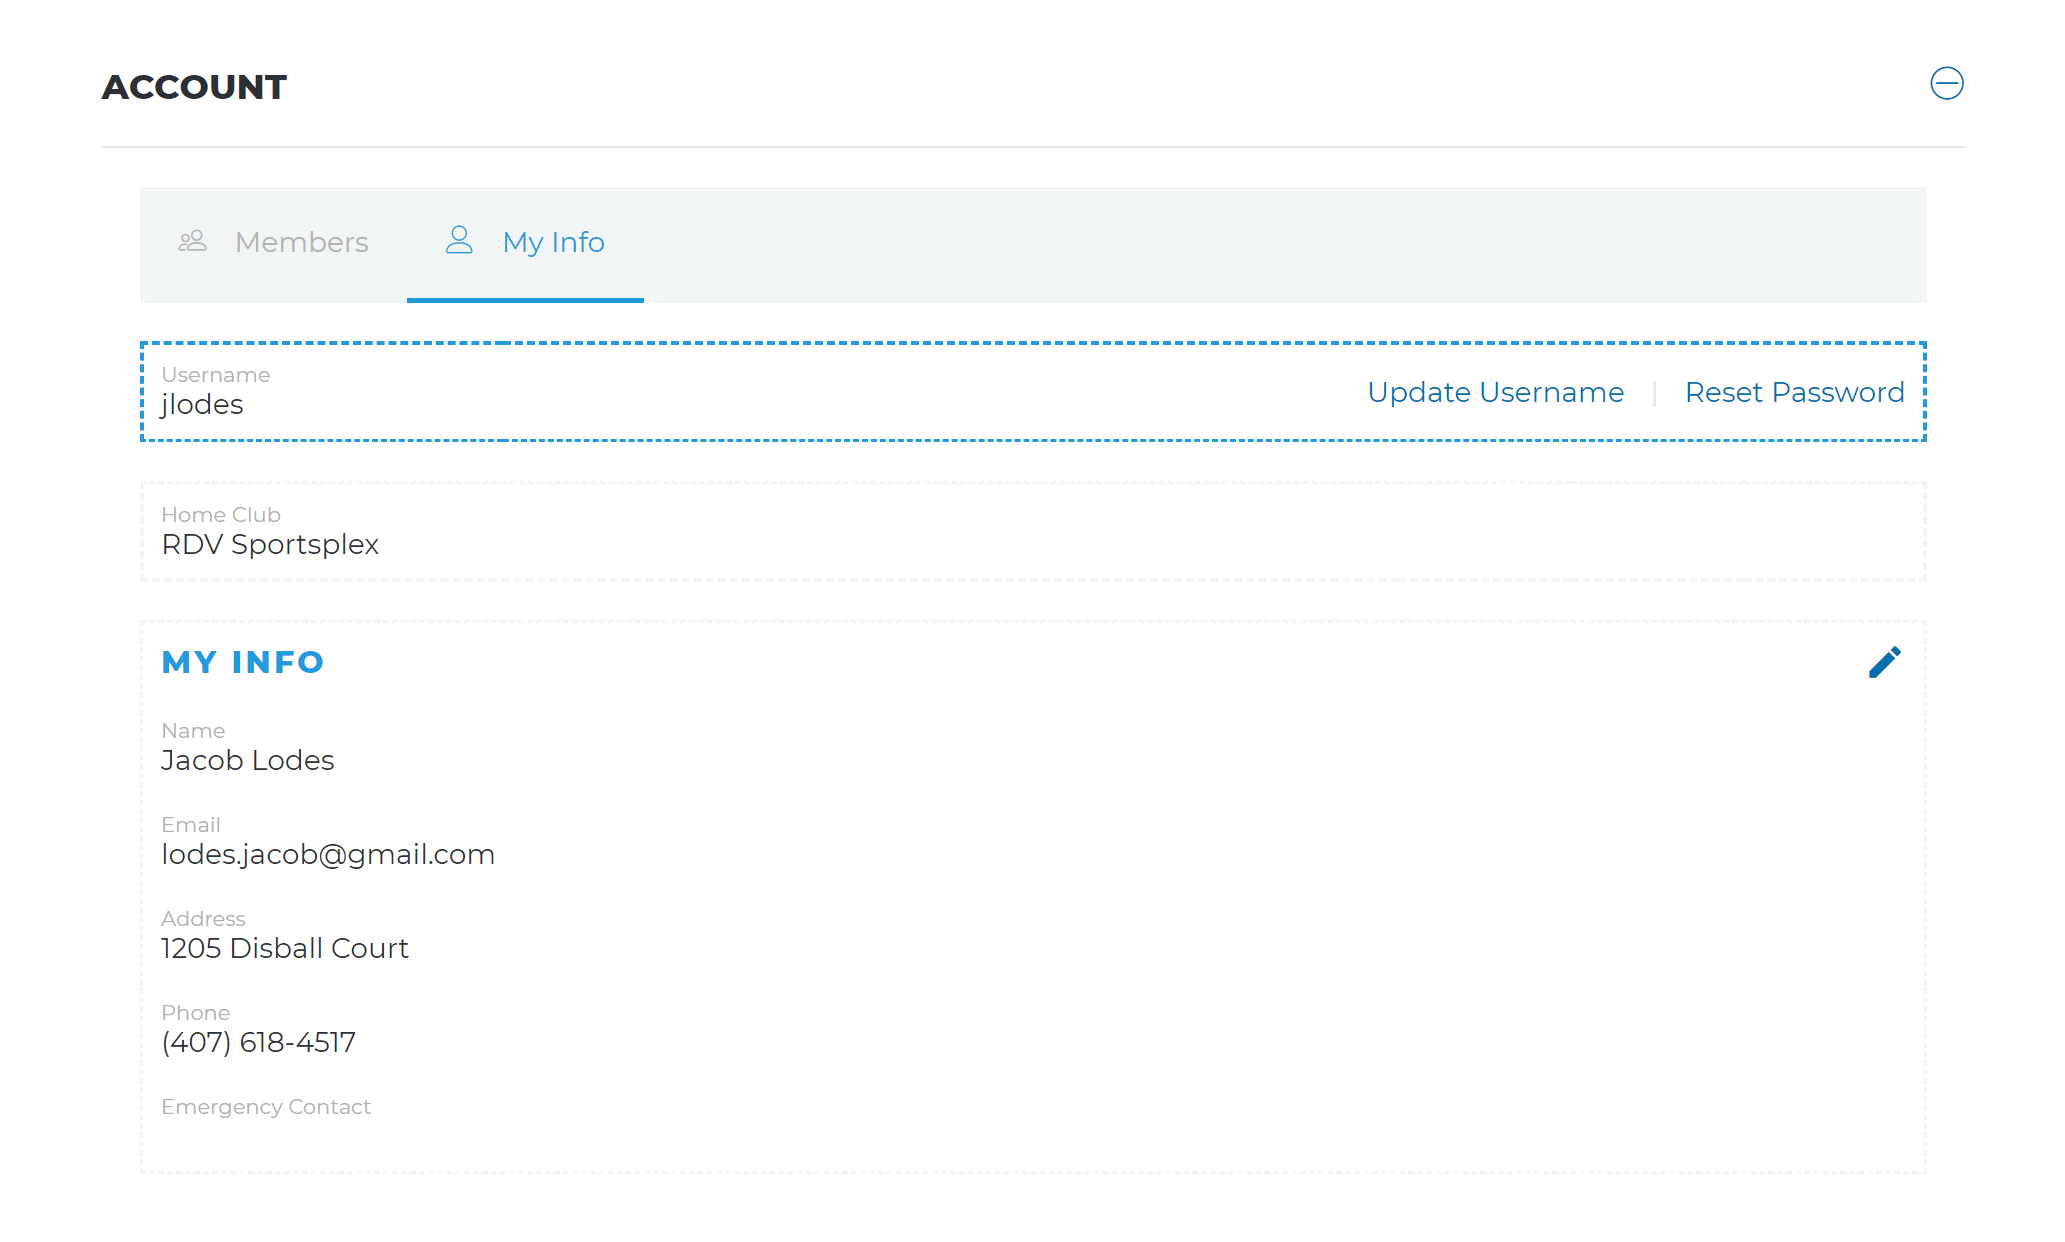 ACCOUNT
Members My Info
Username
jlodes
Update Username | Reset Password
Home Club
RDV Sportsplex
MY INFO
Name
Jacob Lodes
Email
lodes.jacob@gmail.com
Address
1205 Disball Court
Phone
(407) 618-4517
Emergency Contact